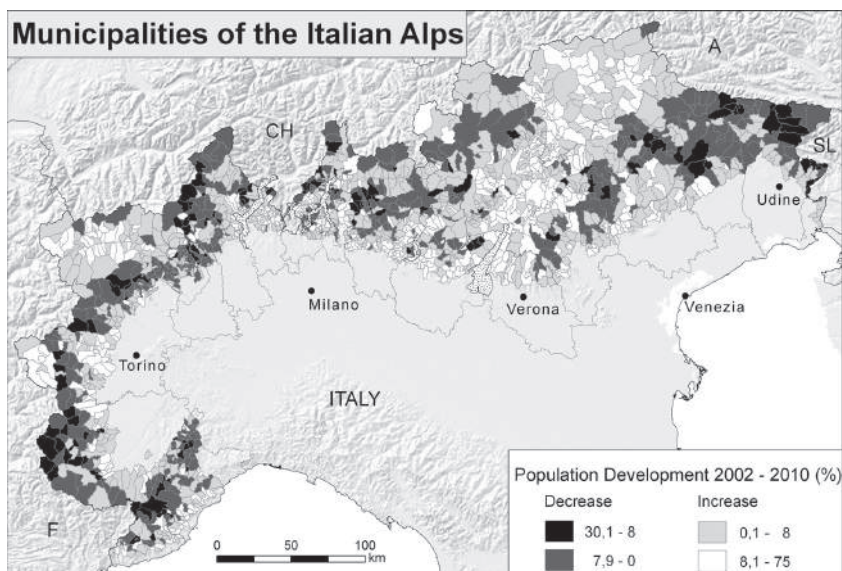 Municipalities of the Italian Alps
A
CH
SL
Udine
Milano
Verona
Venezia
Torino
ITALY
F
0 50 100
km
Population Development 2002 - 2010 (%)
Decrease Increase
30,1 - 8 0,1 - 8
7,9 - 0 8,1 - 75